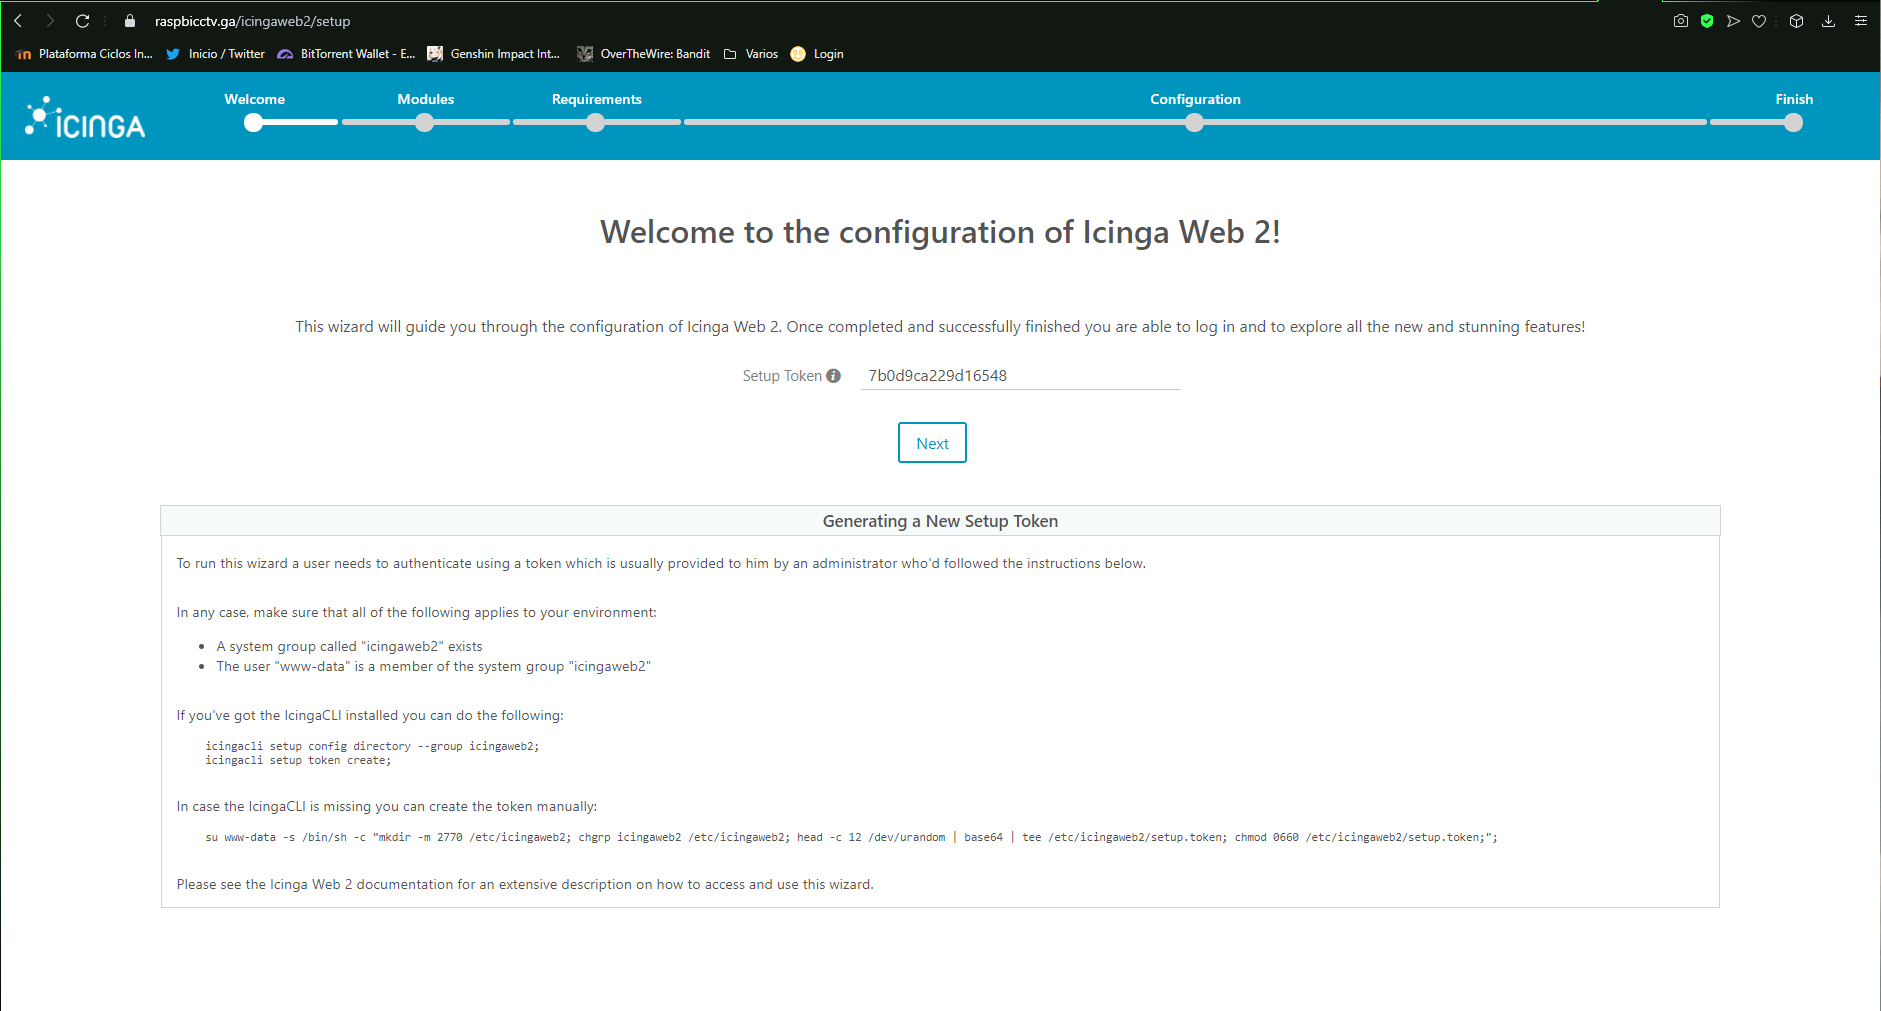 raspbicctv.ga/icingaweb2/setup
Plataforma Ciclos In... Inicio / Twitter BitTorrent Wallet - E... Genshin Impact Int... OverTheWire: Bandit Varios Login
ICINGA
Welcome Modules Requirements Configuration Finish
Welcome to the configuration of Icinga Web 2!
This wizard will guide you through the configuration of Icinga Web 2. Once completed and successfully finished you are able to log in and to explore all the new and stunning features!
Setup Token 7b0d9ca229d16548
Next
Generating a New Setup Token
To run this wizard a user needs to authenticate using a token which is usually provided to him by an administrator who'd followed the instructions below.
In any case, make sure that all of the following applies to your environment:
• A system group called "icingaweb2" exists
• The user "www-data" is a member of the system group "icingaweb2"
If you've got the IcingaCLI installed you can do the following:
icingacli setup config directory --group icingaweb2;
icingacli setup token create;
In case the IcingaCLI is missing you can create the token manually:
su www-data -s /bin/sh -c "mkdir -m 2770 /etc/icingaweb2; chgrp icingaweb2 /etc/icingaweb2; head -c 12 /dev/urandom | base64 | tee /etc/icingaweb2/setup.token; chmod 0660 /etc/icingaweb2/setup.token;";
Please see the Icinga Web 2 documentation for an extensive description on how to access and use this wizard.